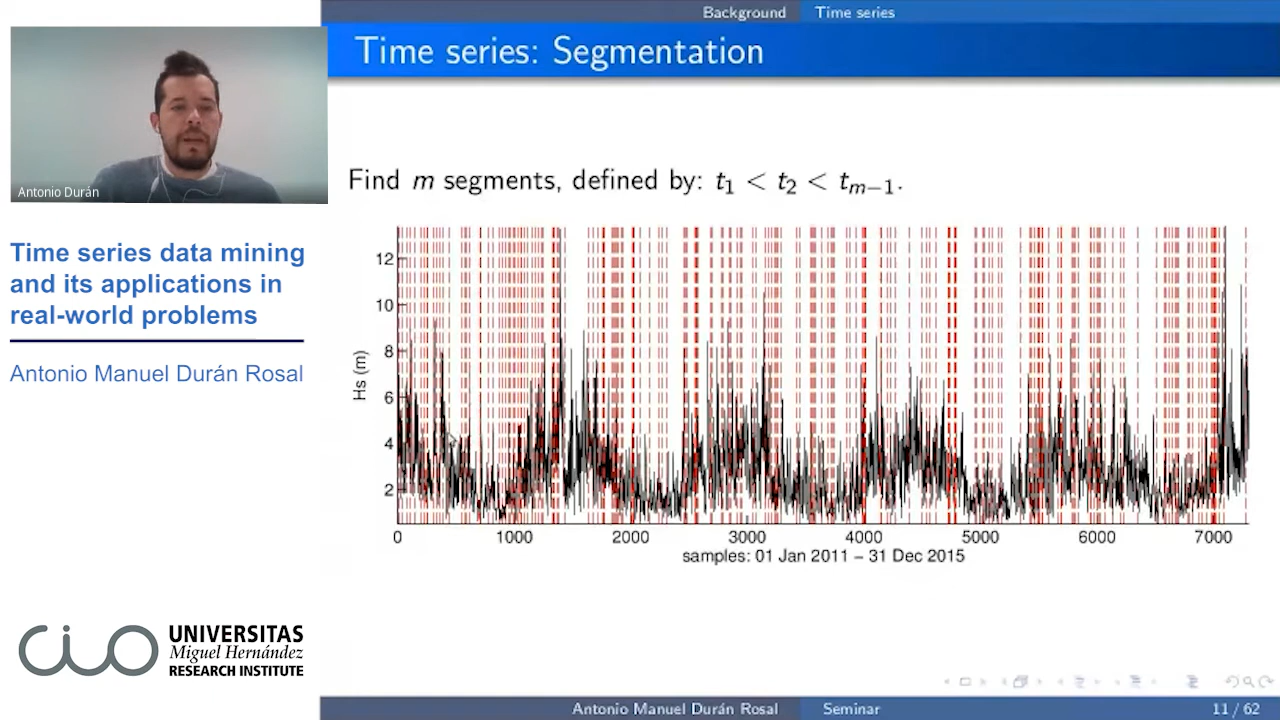 Background Time series
Time series: Segmentation
Antonio Durán
Time series data mining
and its applications in
real-world problems
Antonio Manuel Durán Rosal
Find m segments, defined by: t₁ < t₂ < tₘ₋₁.
12
10
8
6
4
2
Hs (m)
0 1000 2000 3000 4000 5000 6000 7000
samples: 01 Jan 2011 – 31 Dec 2015
cio UNIVERSITAS
Miguel Hernández
RESEARCH INSTITUTE
Antonio Manuel Durán Rosal Seminar 11 / 62